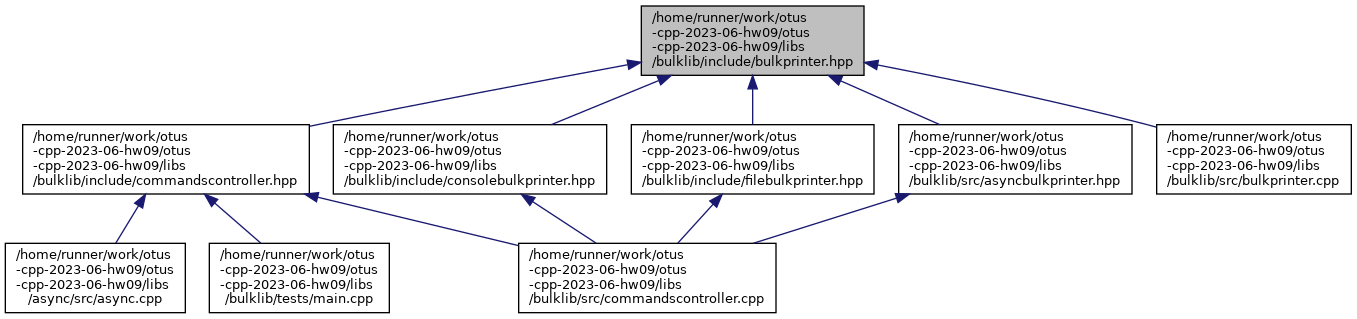 /home/runner/work/otus
-cpp-2023-06-hw09/otus
-cpp-2023-06-hw09/libs
/bulklib/include/bulkprinter.hpp
/home/runner/work/otus
-cpp-2023-06-hw09/otus
-cpp-2023-06-hw09/libs
/bulklib/include/commandscontroller.hpp
/home/runner/work/otus
-cpp-2023-06-hw09/otus
-cpp-2023-06-hw09/libs
/bulklib/include/consolebulkprinter.hpp
/home/runner/work/otus
-cpp-2023-06-hw09/otus
-cpp-2023-06-hw09/libs
/bulklib/include/filebulkprinter.hpp
/home/runner/work/otus
-cpp-2023-06-hw09/otus
-cpp-2023-06-hw09/libs
/bulklib/src/asyncbulkprinter.hpp
/home/runner/work/otus
-cpp-2023-06-hw09/otus
-cpp-2023-06-hw09/libs
/bulklib/src/bulkprinter.cpp
/home/runner/work/otus
-cpp-2023-06-hw09/otus
-cpp-2023-06-hw09/libs
/async/src/async.cpp
/home/runner/work/otus
-cpp-2023-06-hw09/otus
-cpp-2023-06-hw09/libs
/bulklib/tests/main.cpp
/home/runner/work/otus
-cpp-2023-06-hw09/otus
-cpp-2023-06-hw09/libs
/bulklib/src/commandscontroller.cpp